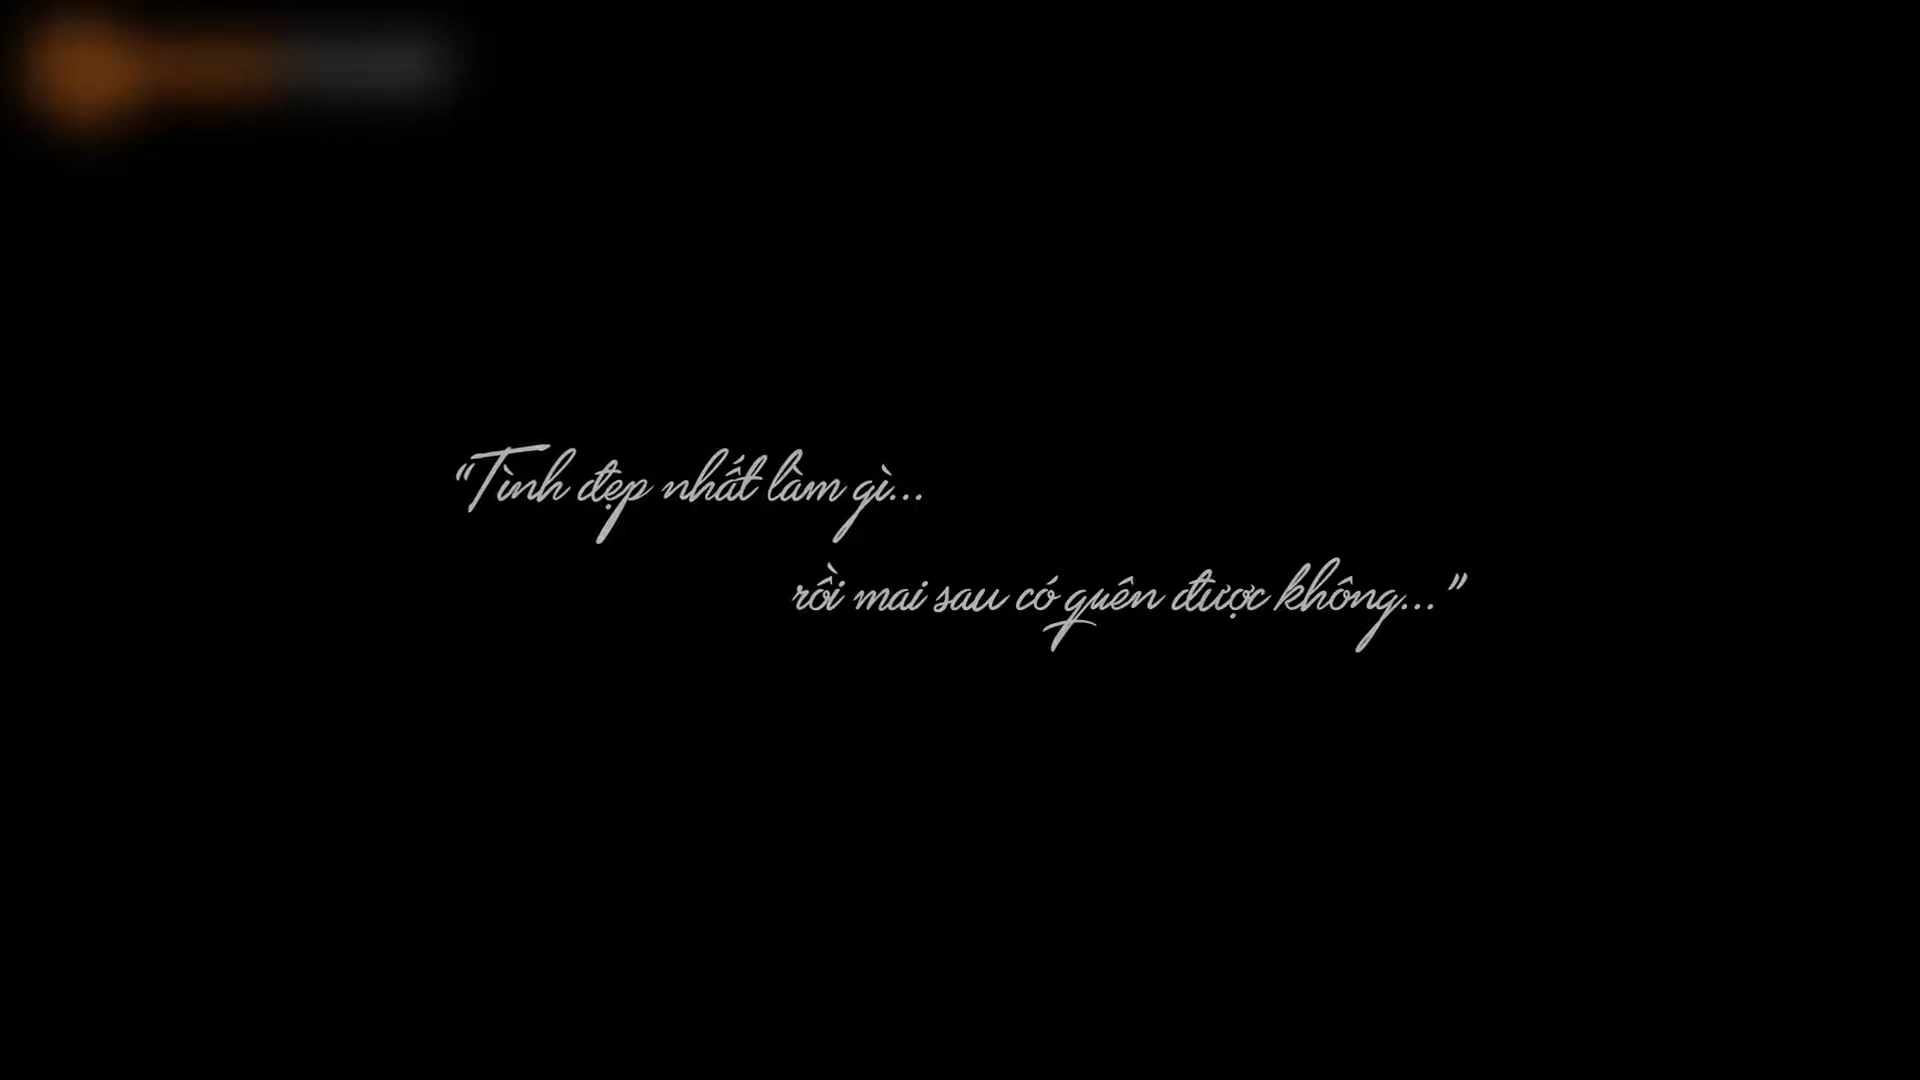 “Tình đẹp nhất làm gì...
rồi mai sau có quên được không...”